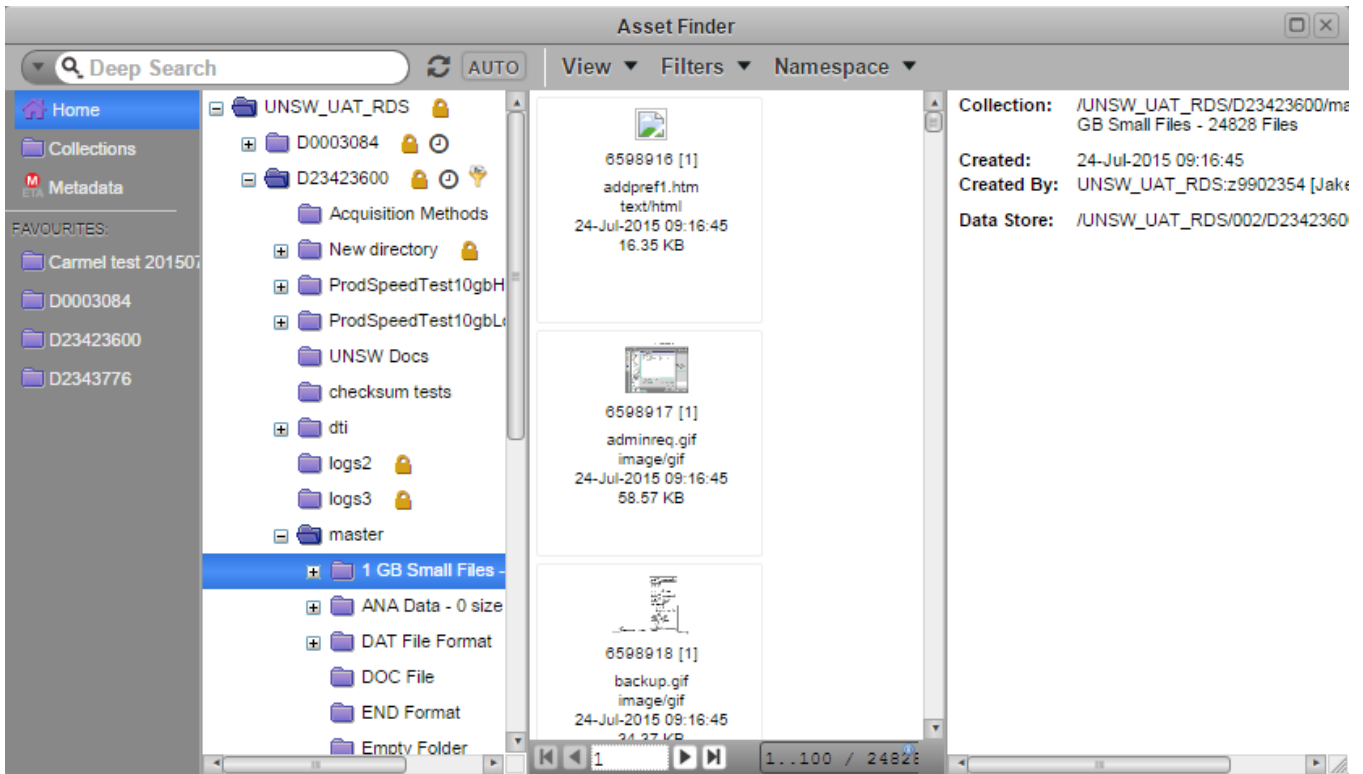 Asset Finder
Deep Search
AUTO
View
Filters
Namespace
Home
Collections
Metadata
FAVOURITES:
Carmel test 201507
D0003084
D23423600
D2343776
UNSW_UAT_RDS
D0003084
D23423600
Acquisition Methods
New directory
ProdSpeedTest10gbH
ProdSpeedTest10gbLo
UNSW Docs
checksum tests
dti
logs2
logs3
master
1 GB Small Files -
ANA Data - 0 size
DAT File Format
DOC File
END Format
Empty Folder
6598916 [1]
addpref1.htm
text/html
24-Jul-2015 09:16:45
16.35 KB
6598917 [1]
adminreq.gif
image/gif
24-Jul-2015 09:16:45
58.57 KB
6598918 [1]
backup.gif
image/gif
24-Jul-2015 09:16:45
34.37 KB
1
1..100 / 24828
Collection: /UNSW_UAT_RDS/D23423600/ma
GB Small Files - 24828 Files
Created: 24-Jul-2015 09:16:45
Created By: UNSW_UAT_RDS:z9902354 [Jake
Data Store: /UNSW_UAT_RDS/002/D23423600